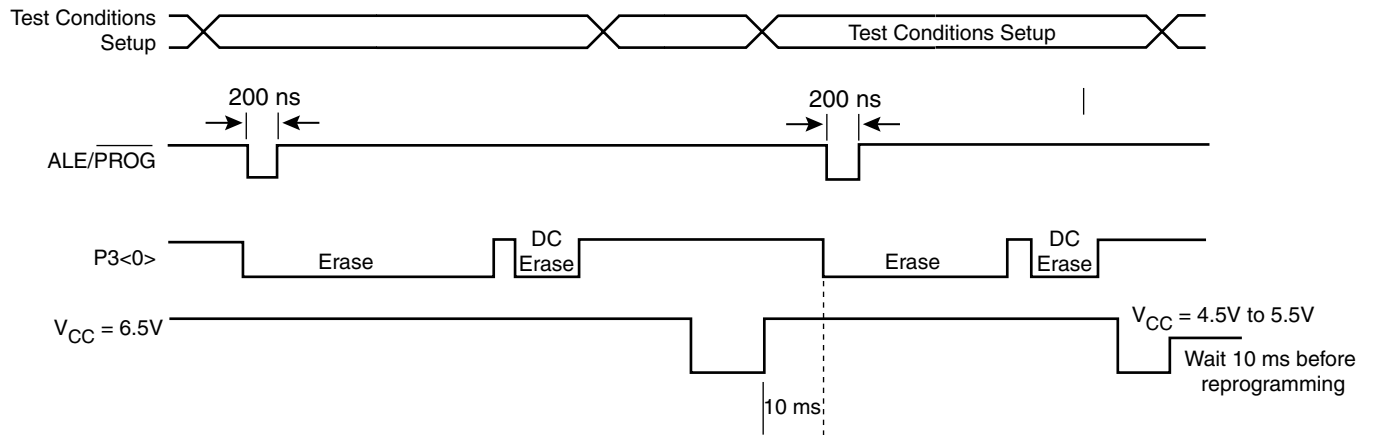 Test Conditions
Setup
Test Conditions Setup
200 ns
200 ns
ALE/PROG
P3<0>
Erase
DC
Erase
Erase
DC
Erase
VCC = 6.5V
VCC = 4.5V to 5.5V
Wait 10 ms before
reprogramming
10 ms